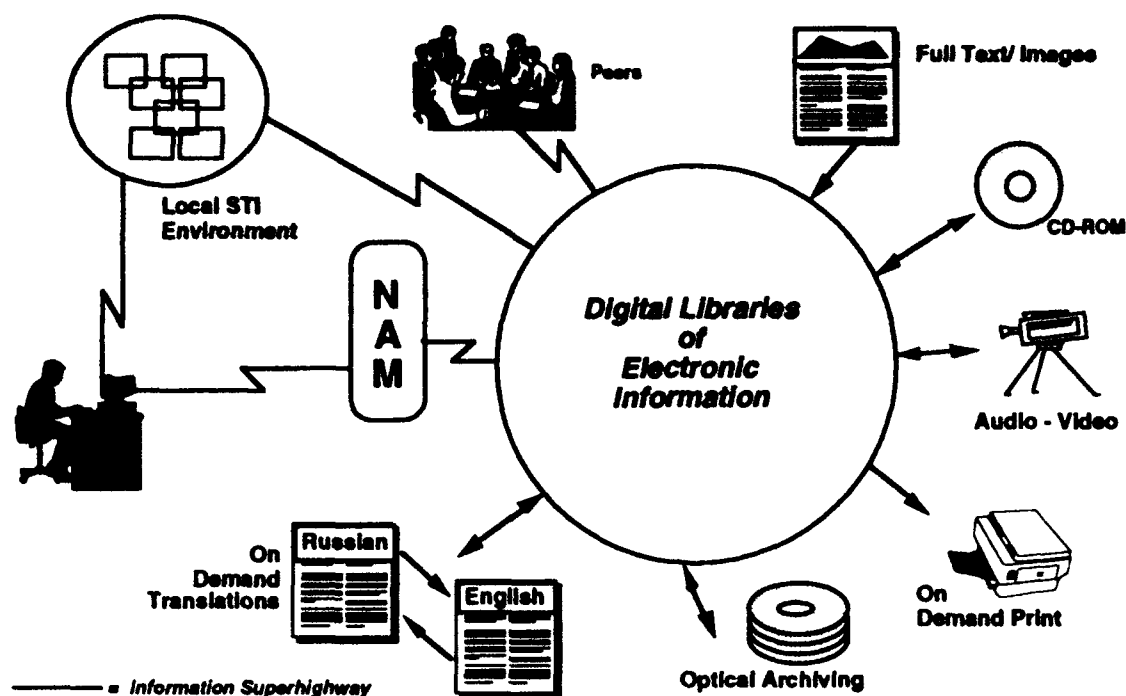 Peers
Full Text/ Images
Local STI
Environment
CD-ROM
N
A
M
Digital Libraries
of
Electronic
Information
Audio - Video
On
Demand
Translations
Russian
English
On
Demand Print
Optical Archiving
= Information Superhighway